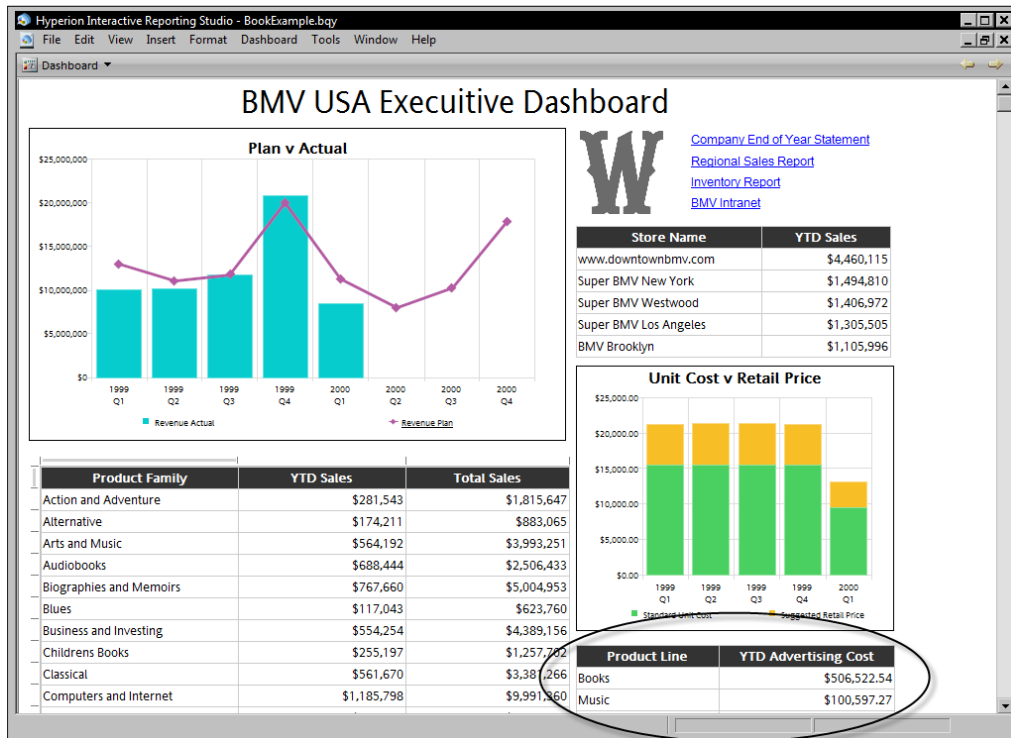 Hyperion Interactive Reporting Studio - BookExample.bqy
File Edit View Insert Format Dashboard Tools Window Help
Dashboard
BMV USA Execuitive Dashboard
Plan v Actual
$25,000,000
$20,000,000
$15,000,000
$10,000,000
$5,000,000
$0
1999 1999 1999 1999 2000 2000 2000 2000
Q1 Q2 Q3 Q4 Q1 Q2 Q3 Q4
Revenue Actual Revenue Plan
W
Company End of Year Statement
Regional Sales Report
Inventory Report
BMV Intranet
Store Name YTD Sales
www.downtownbmv.com $4,460,115
Super BMV New York $1,494,810
Super BMV Westwood $1,406,972
Super BMV Los Angeles $1,305,505
BMV Brooklyn $1,105,996
Unit Cost v Retail Price
$25,000.00
$20,000.00
$15,000.00
$10,000.00
$5,000.00
$0.00
1999 1999 1999 1999 2000
Q1 Q2 Q3 Q4 Q1
Standard Unit Cost Suggested Retail Price
Product Family YTD Sales Total Sales
Action and Adventure $281,543 $1,815,647
Alternative $174,211 $883,065
Arts and Music $564,192 $3,993,251
Audiobooks $688,444 $2,506,433
Biographies and Memoirs $767,660 $5,004,953
Blues $117,043 $623,760
Business and Investing $554,254 $4,389,156
Childrens Books $255,197 $1,257,702
Classical $561,670 $3,381,266
Computers and Internet $1,185,798 $9,991,360
Product Line YTD Advertising Cost
Books $506,522.54
Music $100,597.27